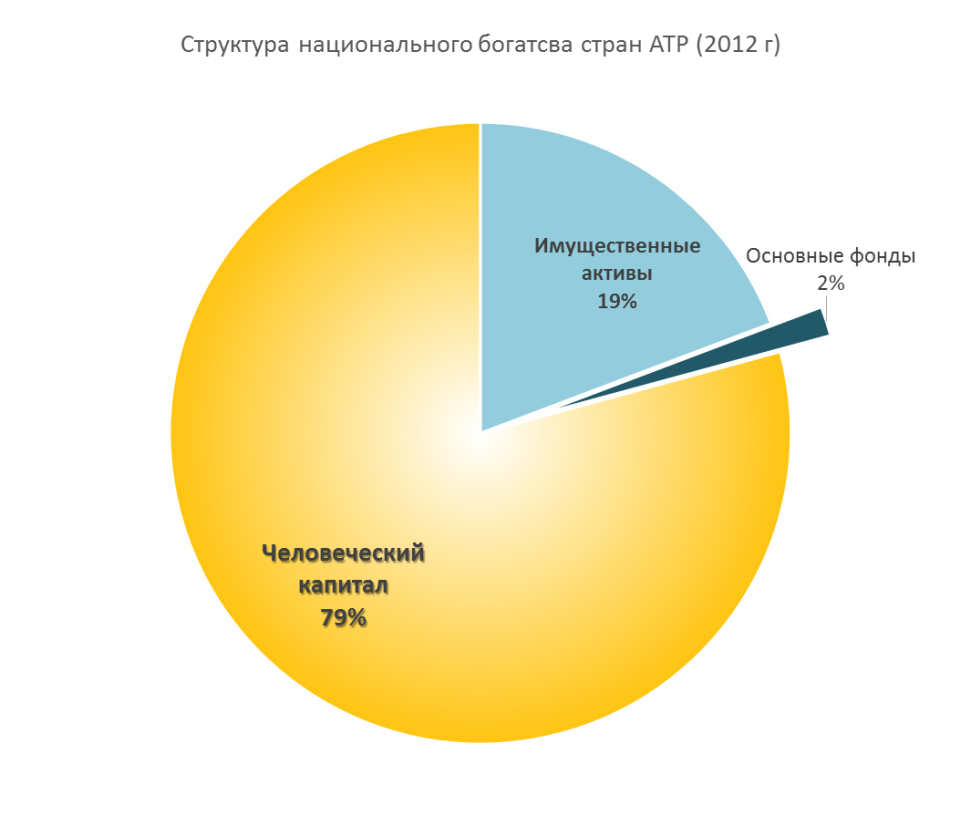 Структура национального богатсва стран АТР (2012 г)
Имущественные
активы
19%
Основные фонды
2%
Человеческий
капитал
79%